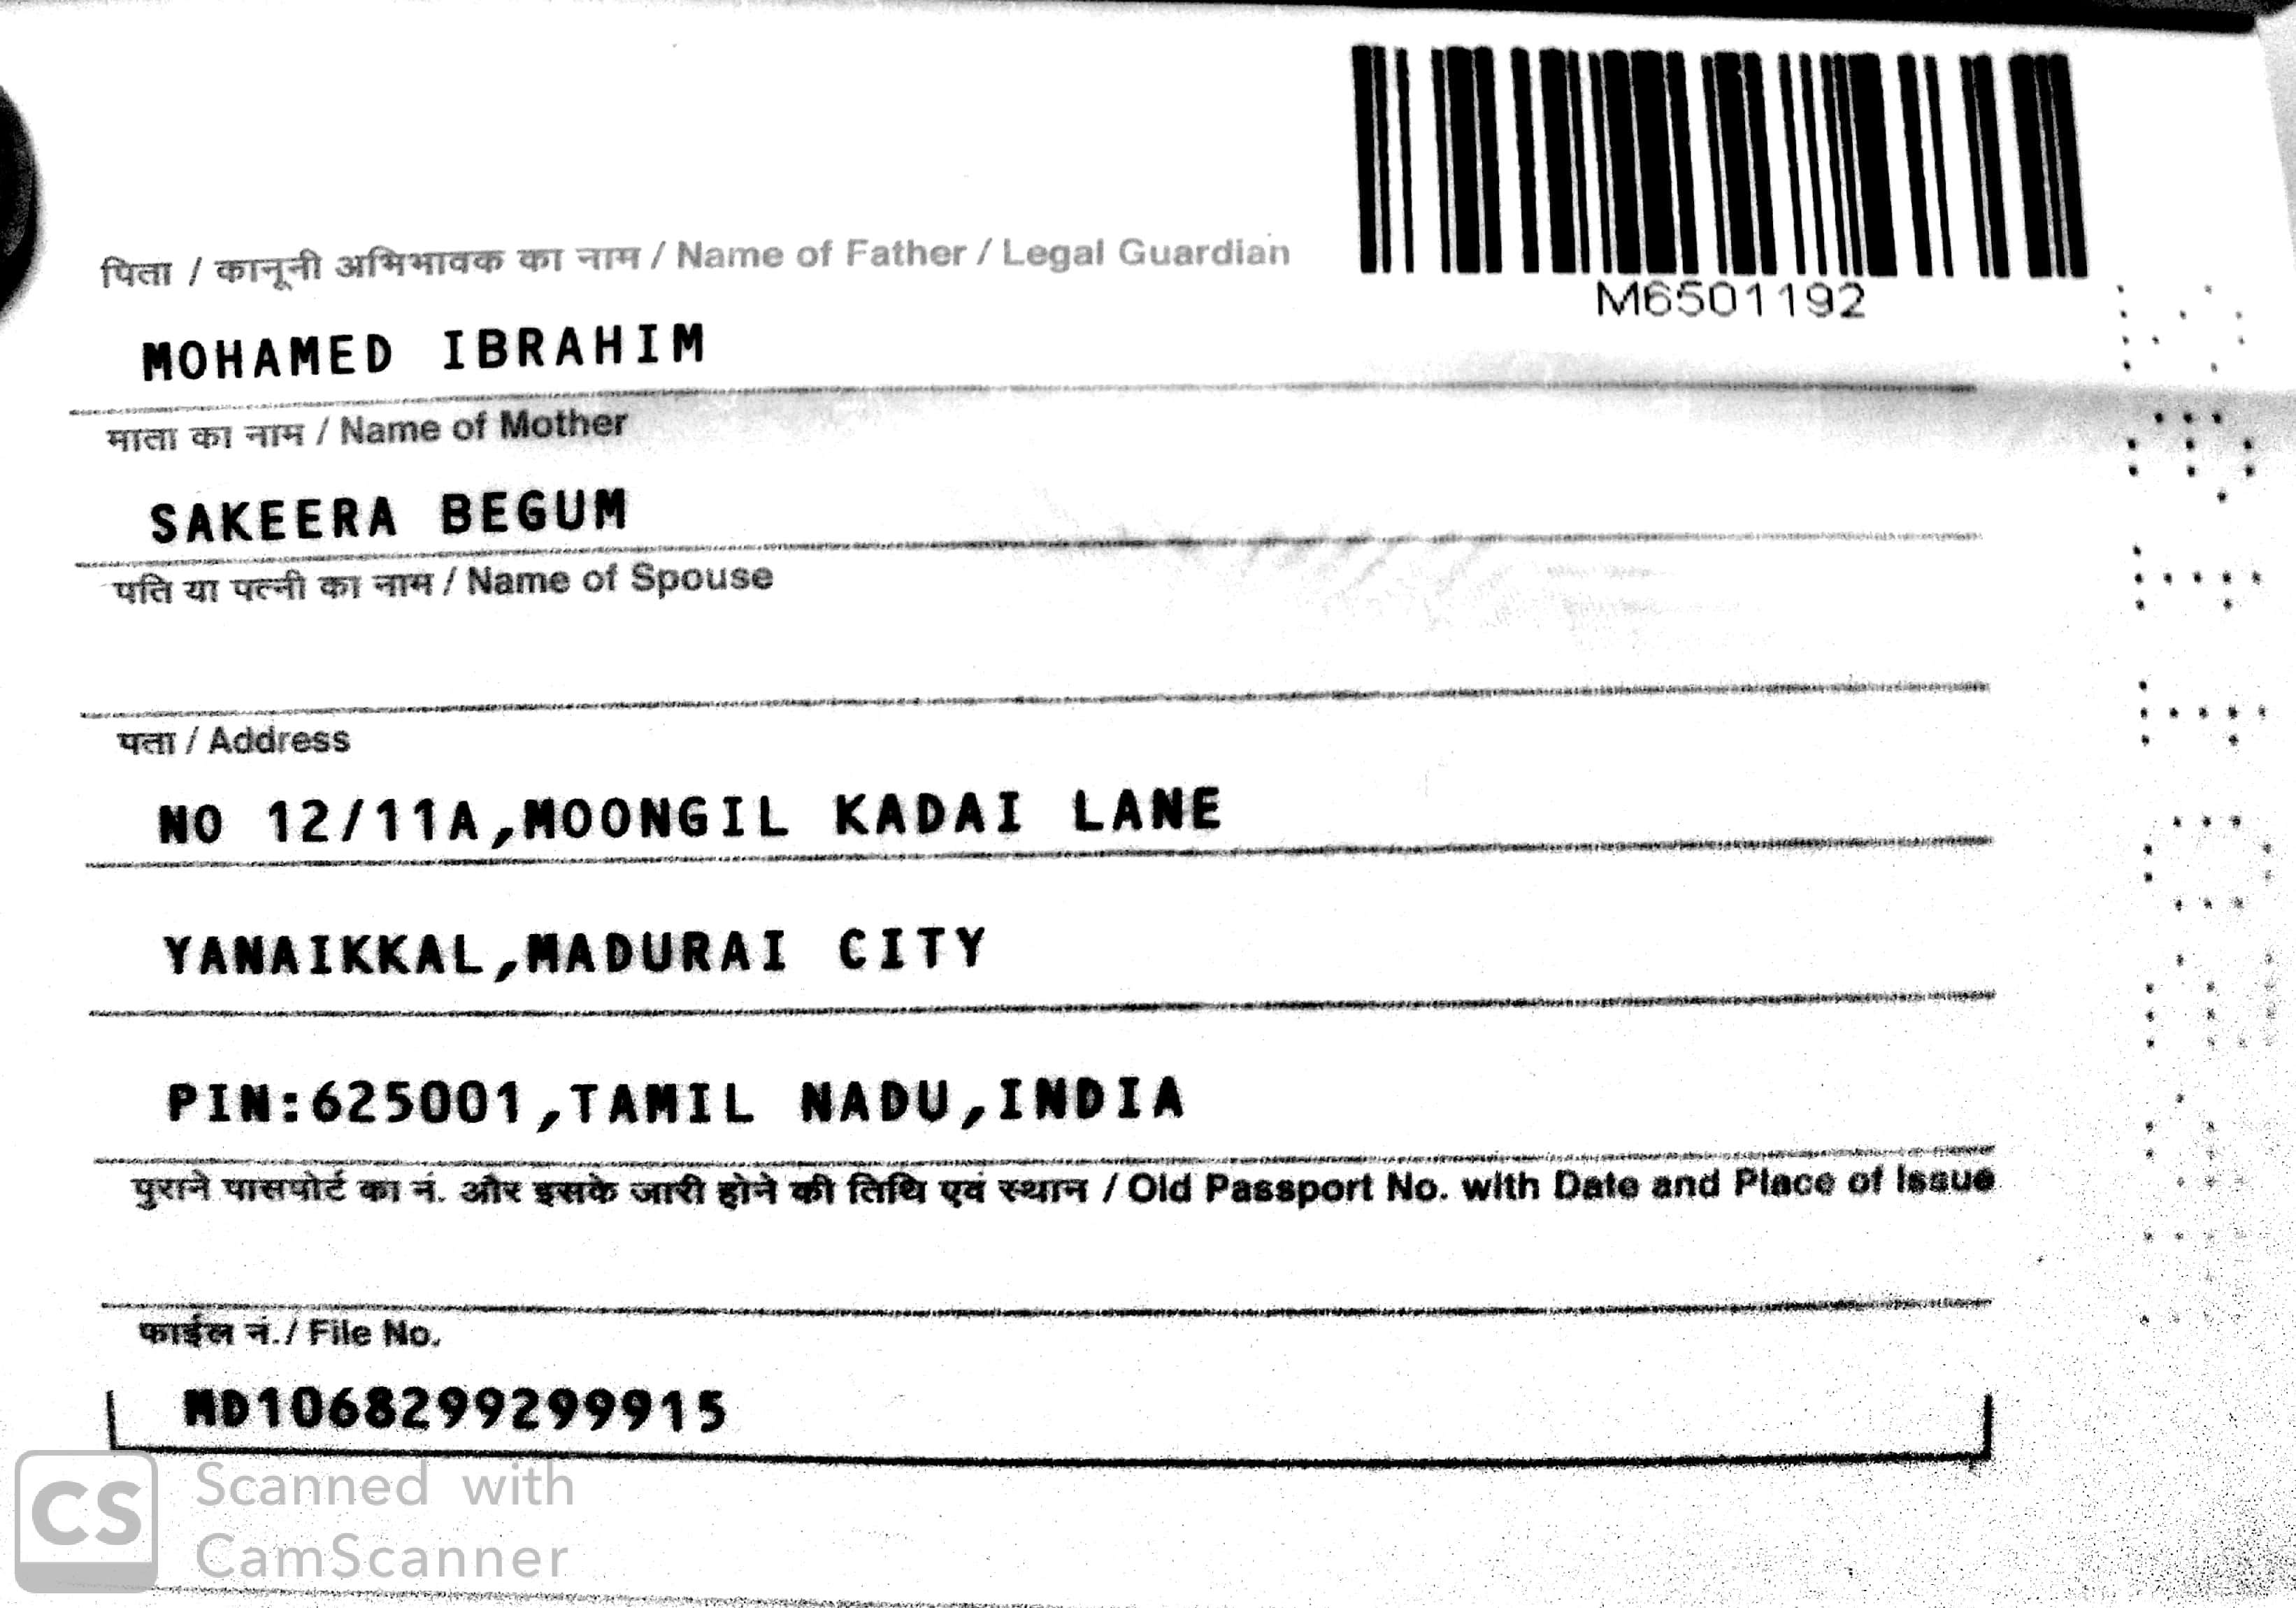 M6501192
पिता / कानूनी अभिभावक का नाम / Name of Father / Legal Guardian
MOHAMED IBRAHIM
माता का नाम / Name of Mother
SAKEERA BEGUM
पति या पत्नी का नाम / Name of Spouse
पता / Address
NO 12/11A,MOONGIL KADAI LANE
YANAIKKAL,MADURAI CITY
PIN:625001,TAMIL NADU,INDIA
पुराने पासपोर्ट का नं. और इसके जारी होने की तिथि एवं स्थान / Old Passport No. with Date and Place of Issue
फाईल नं./ File No.
MD1068299299915
CS
Scanned with
CamScanner